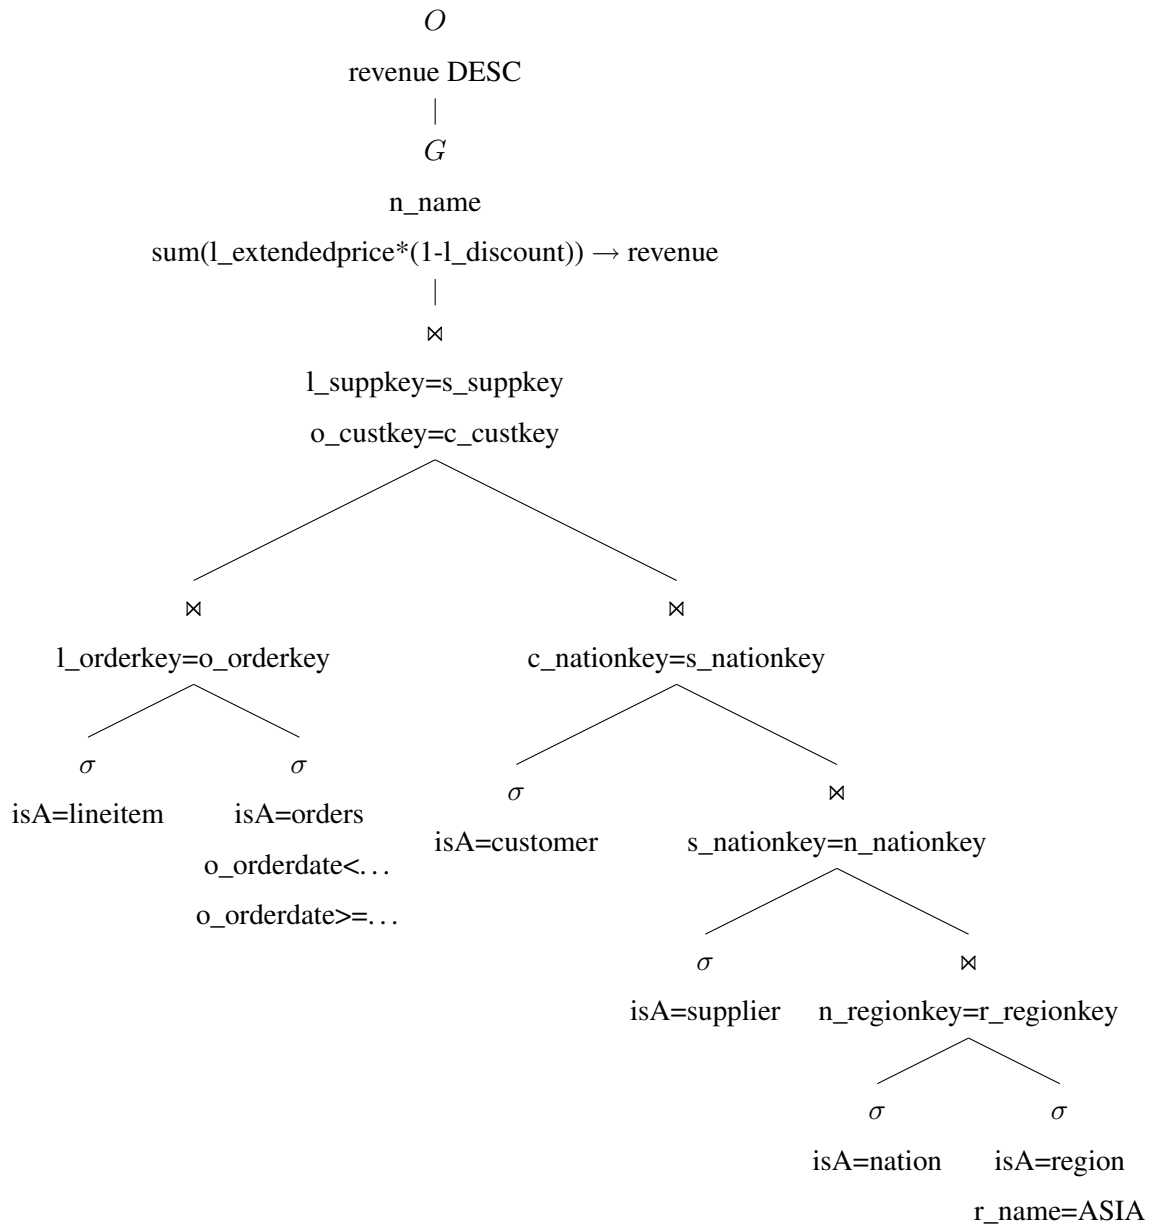 O
revenue DESC
G
n_name
sum(l_extendedprice*(1-l_discount)) → revenue
⋈
l_suppkey=s_suppkey
o_custkey=c_custkey
⋈
l_orderkey=o_orderkey
σ
isA=lineitem
σ
isA=orders
o_orderdate<...
o_orderdate>=...
⋈
c_nationkey=s_nationkey
σ
isA=customer
⋈
s_nationkey=n_nationkey
σ
isA=supplier
⋈
n_regionkey=r_regionkey
σ
isA=nation
σ
isA=region
r_name=ASIA